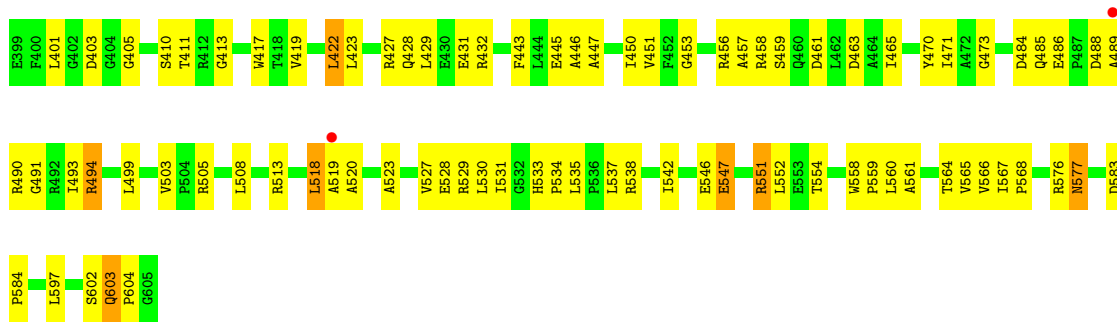 E399 F400 L401 G402 D403 G404 G405 S410 T411 R412 G413 W417 T418 V419 L422 L423 R427 Q428 L429 E430 E431 R432 F443 L444 E445 A446 A447 I450 V451 F452 G453 R456 A457 R458 S459 Q460 D461 L462 D463 A464 I465 Y470 I471 A472 G473 D484 Q485 E486 P487 D488 A489
R490 G491 R492 I493 R494 L499 V503 P504 R505 L508 R513 L518 A519 A520 A523 V527 E528 R529 L530 I531 G532 H533 P534 L535 P536 L537 R538 I542 E546 E547 R551 L552 E553 T554 W558 P559 L560 A561 T564 V565 V566 I567 P568 R576 N577 D583
P584 L597 S602 Q603 P604 G605